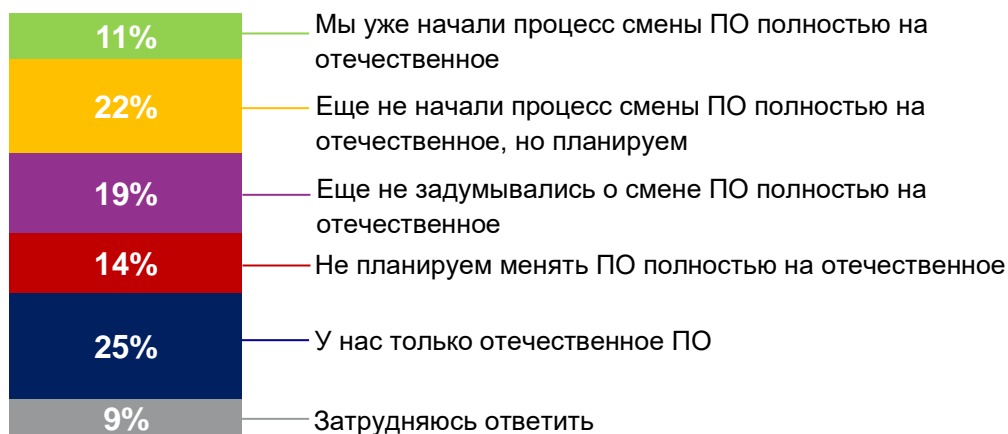 11%
Мы уже начали процесс смены ПО полностью на
отечественное
22%
Еще не начали процесс смены ПО полностью на
отечественное, но планируем
19%
Еще не задумывались о смене ПО полностью на
отечественное
14%
Не планируем менять ПО полностью на отечественное
25%
У нас только отечественное ПО
9%
Затрудняюсь ответить